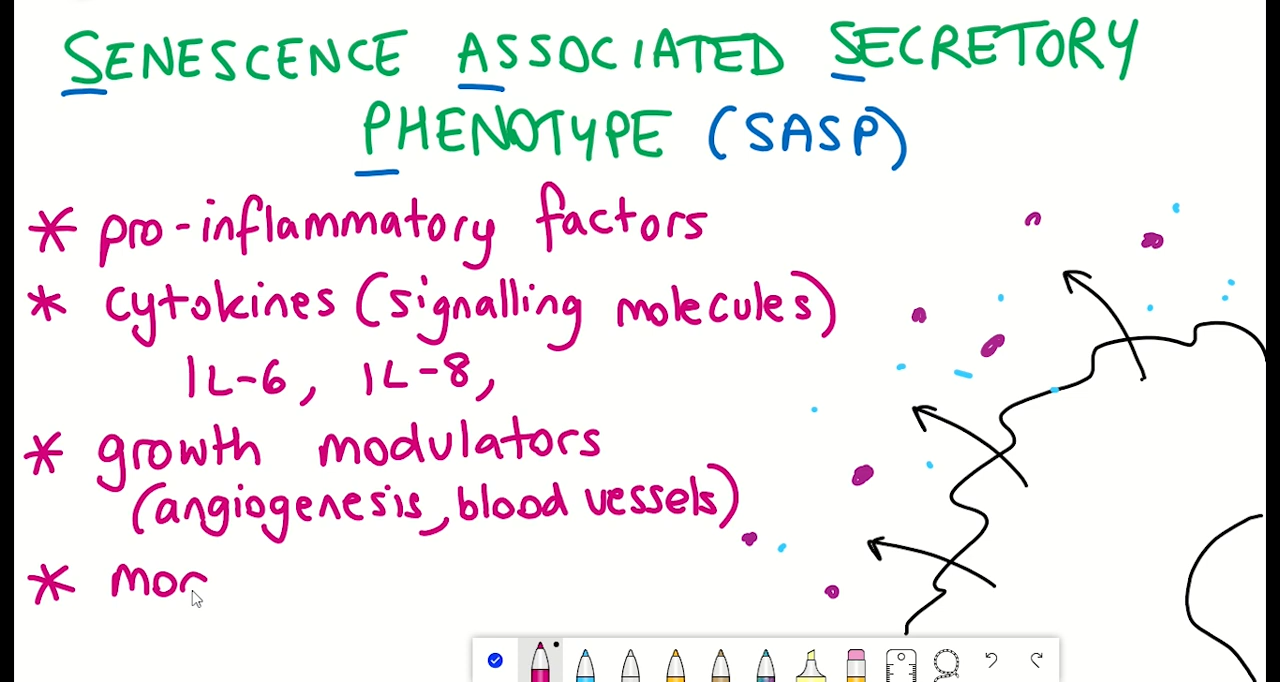 SENESCENCE ASSOCIATED SECRETORY
PHENOTYPE (SASP)
* pro-inflammatory factors
* cytokines (signalling molecules)
IL-6, IL-8,
* growth modulators
(angiogenesis, blood vessels)
* mor